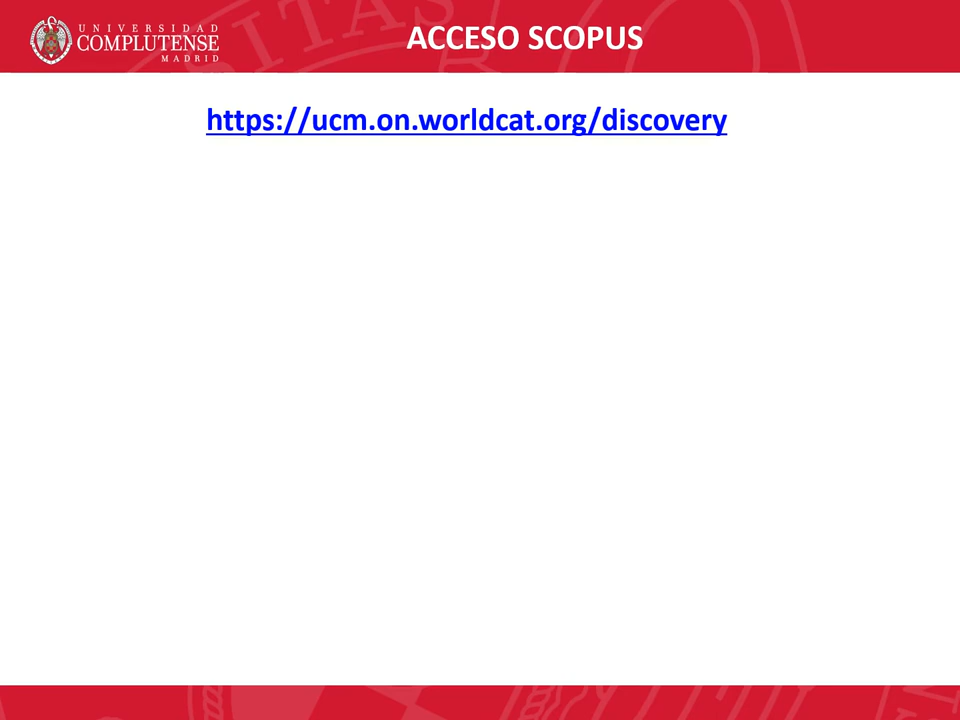 UNIVERSIDAD
COMPLUTENSE
MADRID
ACCESO SCOPUS
https://ucm.on.worldcat.org/discovery